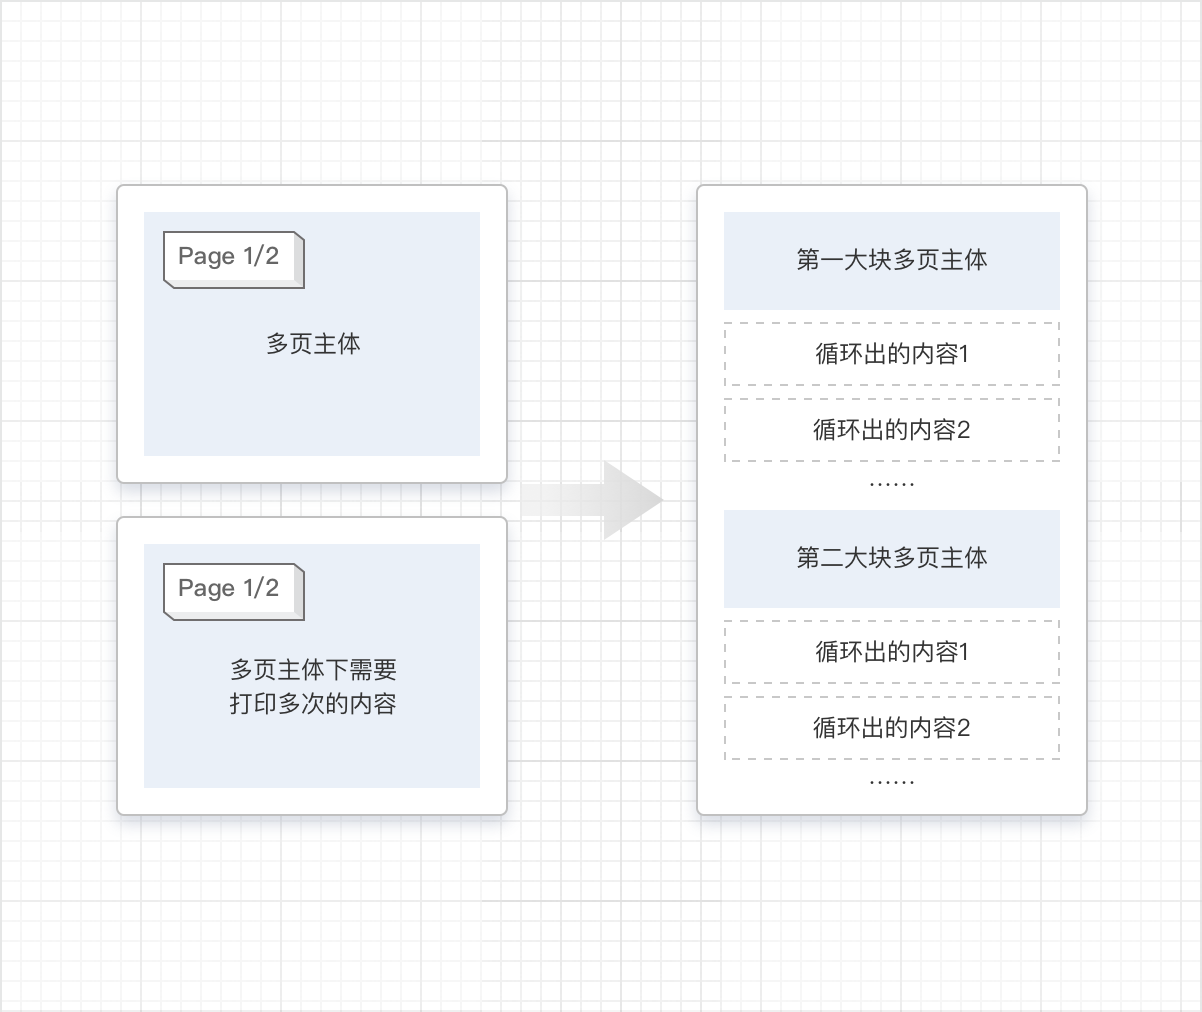 Page 1/2
多页主体
Page 1/2
多页主体下需要
打印多次的内容
第一大块多页主体
循环出的内容1
循环出的内容2
......
第二大块多页主体
循环出的内容1
循环出的内容2
......